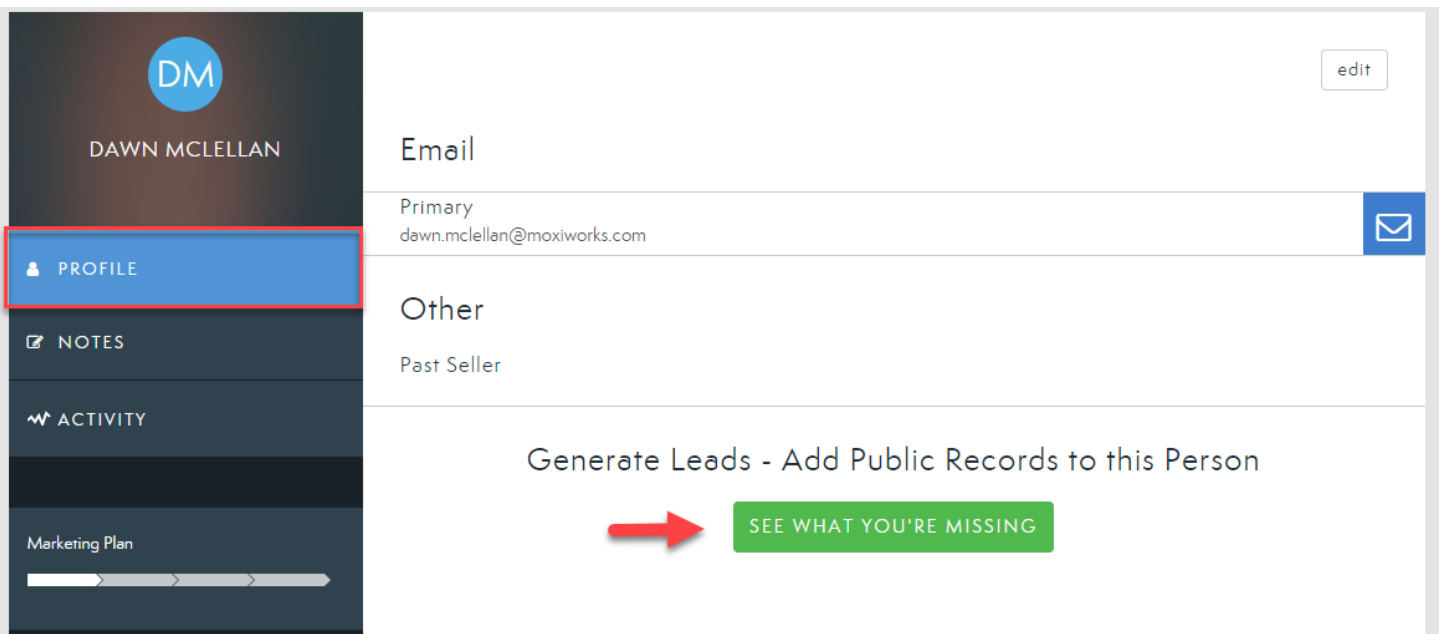 DM
DAWN MCLELLAN
PROFILE
NOTES
ACTIVITY
Marketing Plan
edit
Email
Primary
dawn.mclellan@moxiworks.com
Other
Past Seller
Generate Leads - Add Public Records to this Person
SEE WHAT YOU'RE MISSING